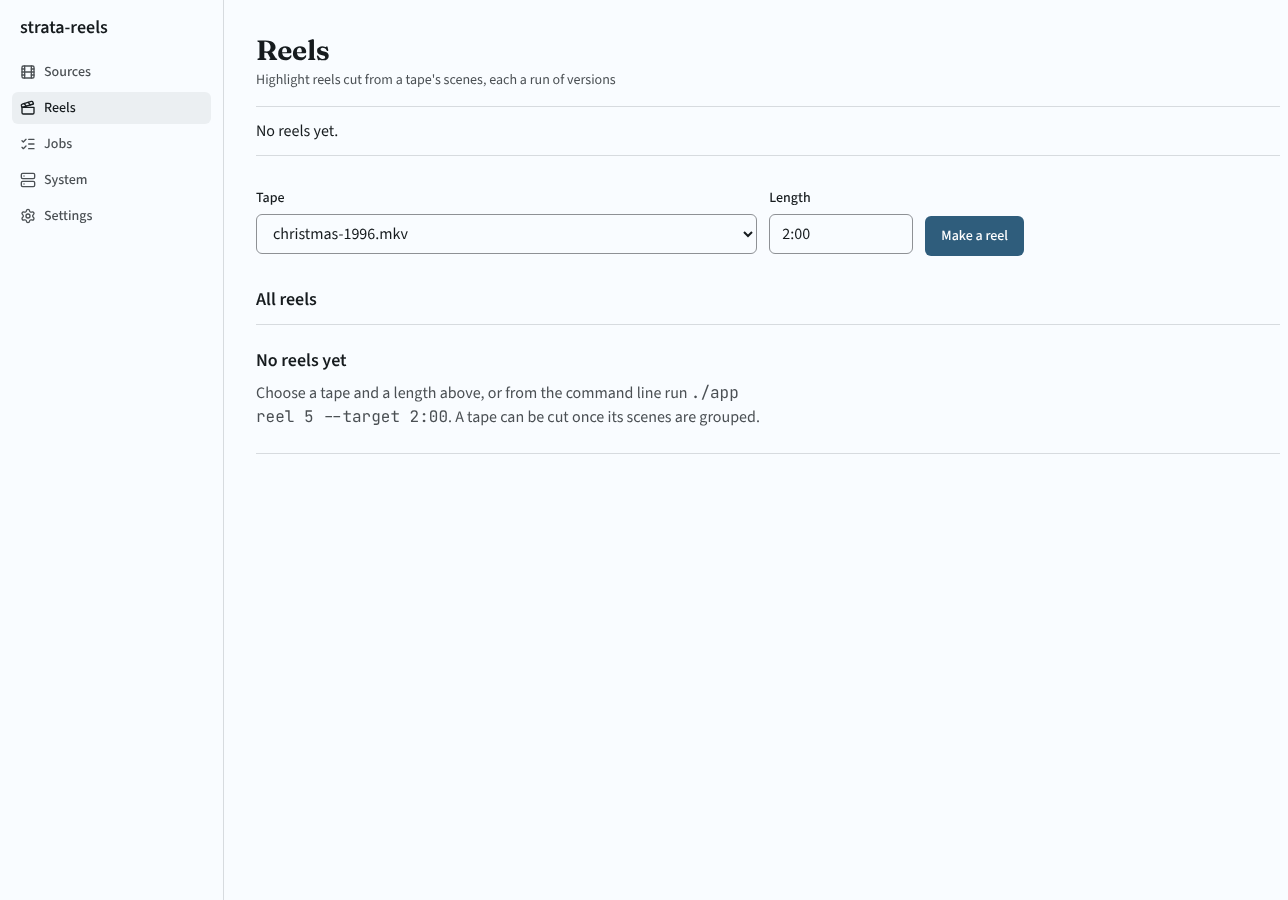 strata-reels
Sources
Reels
Jobs
System
Settings
Reels
Highlight reels cut from a tape's scenes, each a run of versions
No reels yet.
Tape
Length
christmas-1996.mkv
2:00
Make a reel
All reels
No reels yet
Choose a tape and a length above, or from the command line run ./app
reel 5 --target 2:00. A tape can be cut once its scenes are grouped.